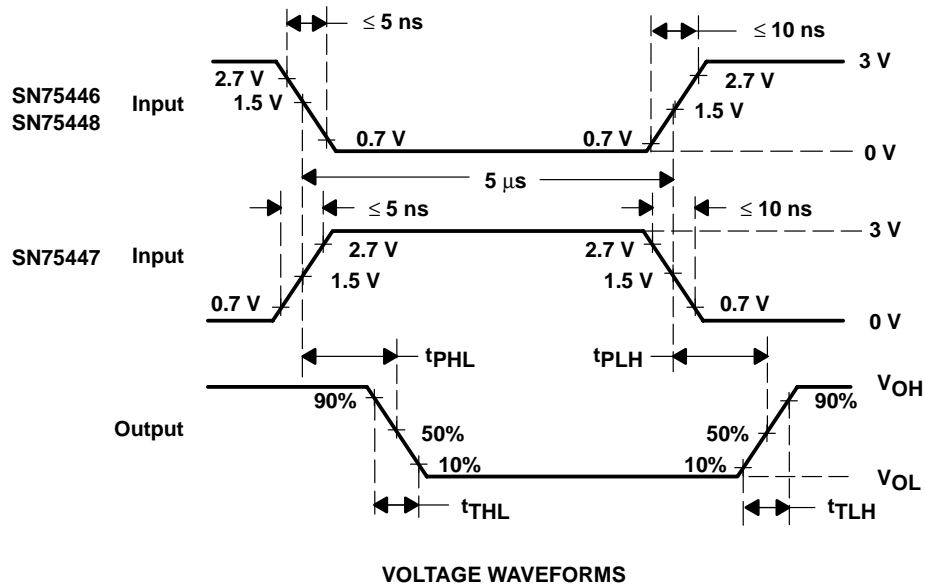 ≤ 5 ns
≤ 10 ns
3 V
2.7 V
2.7 V
SN75446
SN75448
Input
1.5 V
1.5 V
0.7 V
0.7 V
0 V
5 μs
≤ 5 ns
≤ 10 ns
3 V
SN75447
Input
2.7 V
2.7 V
1.5 V
1.5 V
0.7 V
0.7 V
0 V
tPHL
tPLH
VOH
90%
90%
Output
50%
50%
10%
10%
VOL
tTHL
tTLH
VOLTAGE WAVEFORMS